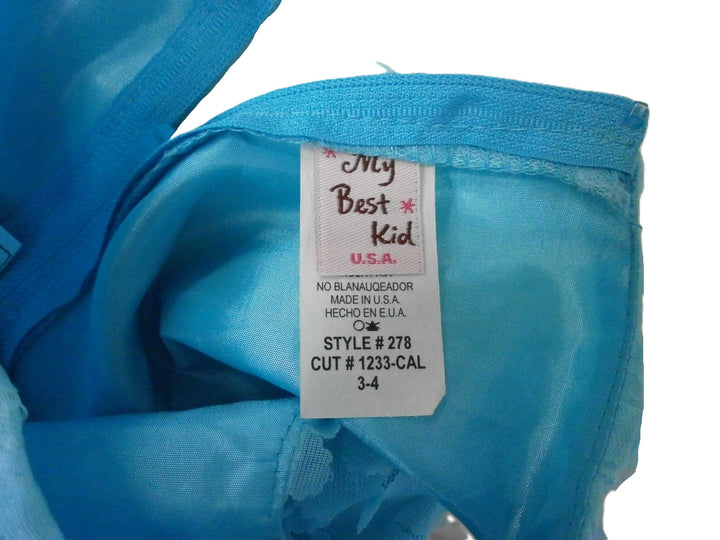 My
Best
Kid
U.S.A.
NO BLANAUQEADOR
MADE IN U.S.A.
HECHO EN E.U.A.
STYLE # 278
CUT # 1233-CAL
3-4